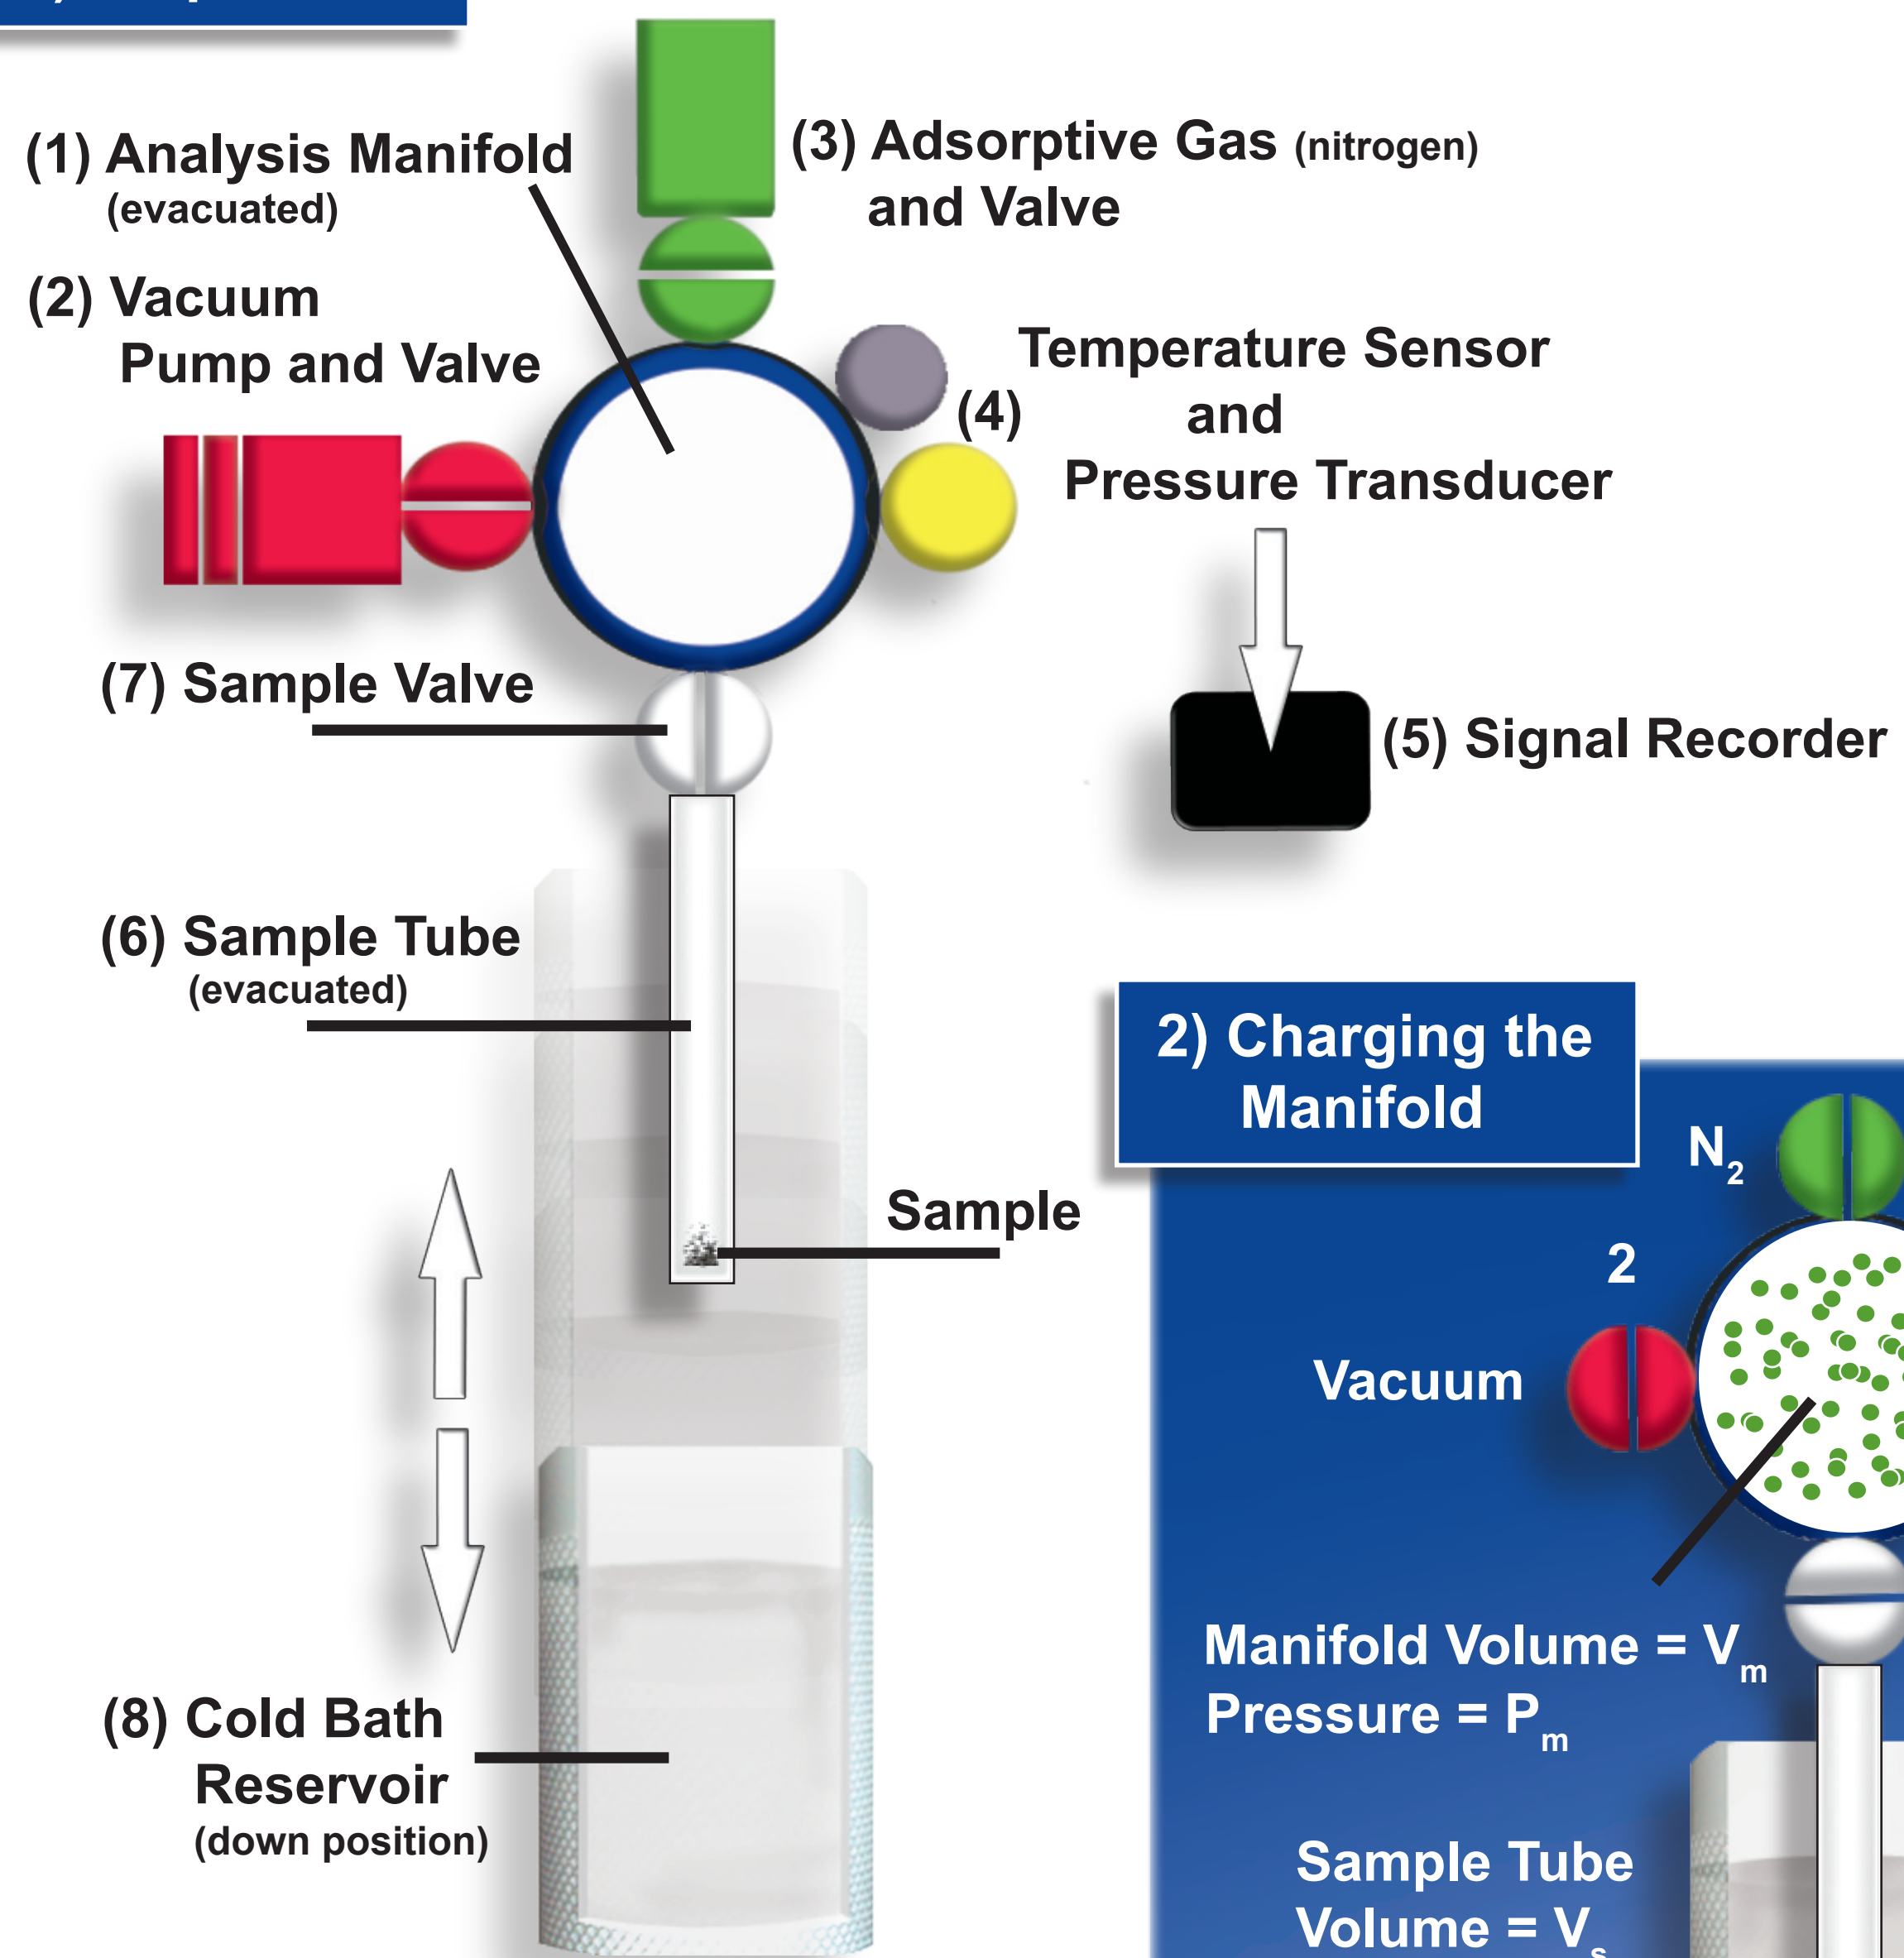 (1) Analysis Manifold
(evacuated)
(2) Vacuum
Pump and Valve
(3) Adsorptive Gas (nitrogen)
and Valve
(4)
Temperature Sensor
and
Pressure Transducer
(5) Signal Recorder
(7) Sample Valve
(6) Sample Tube
(evacuated)
Sample
(8) Cold Bath
Reservoir
(down position)
2) Charging the
Manifold
N2
2
Vacuum
Manifold Volume = Vm
Pressure = Pm
Sample Tube
Volume = Vs